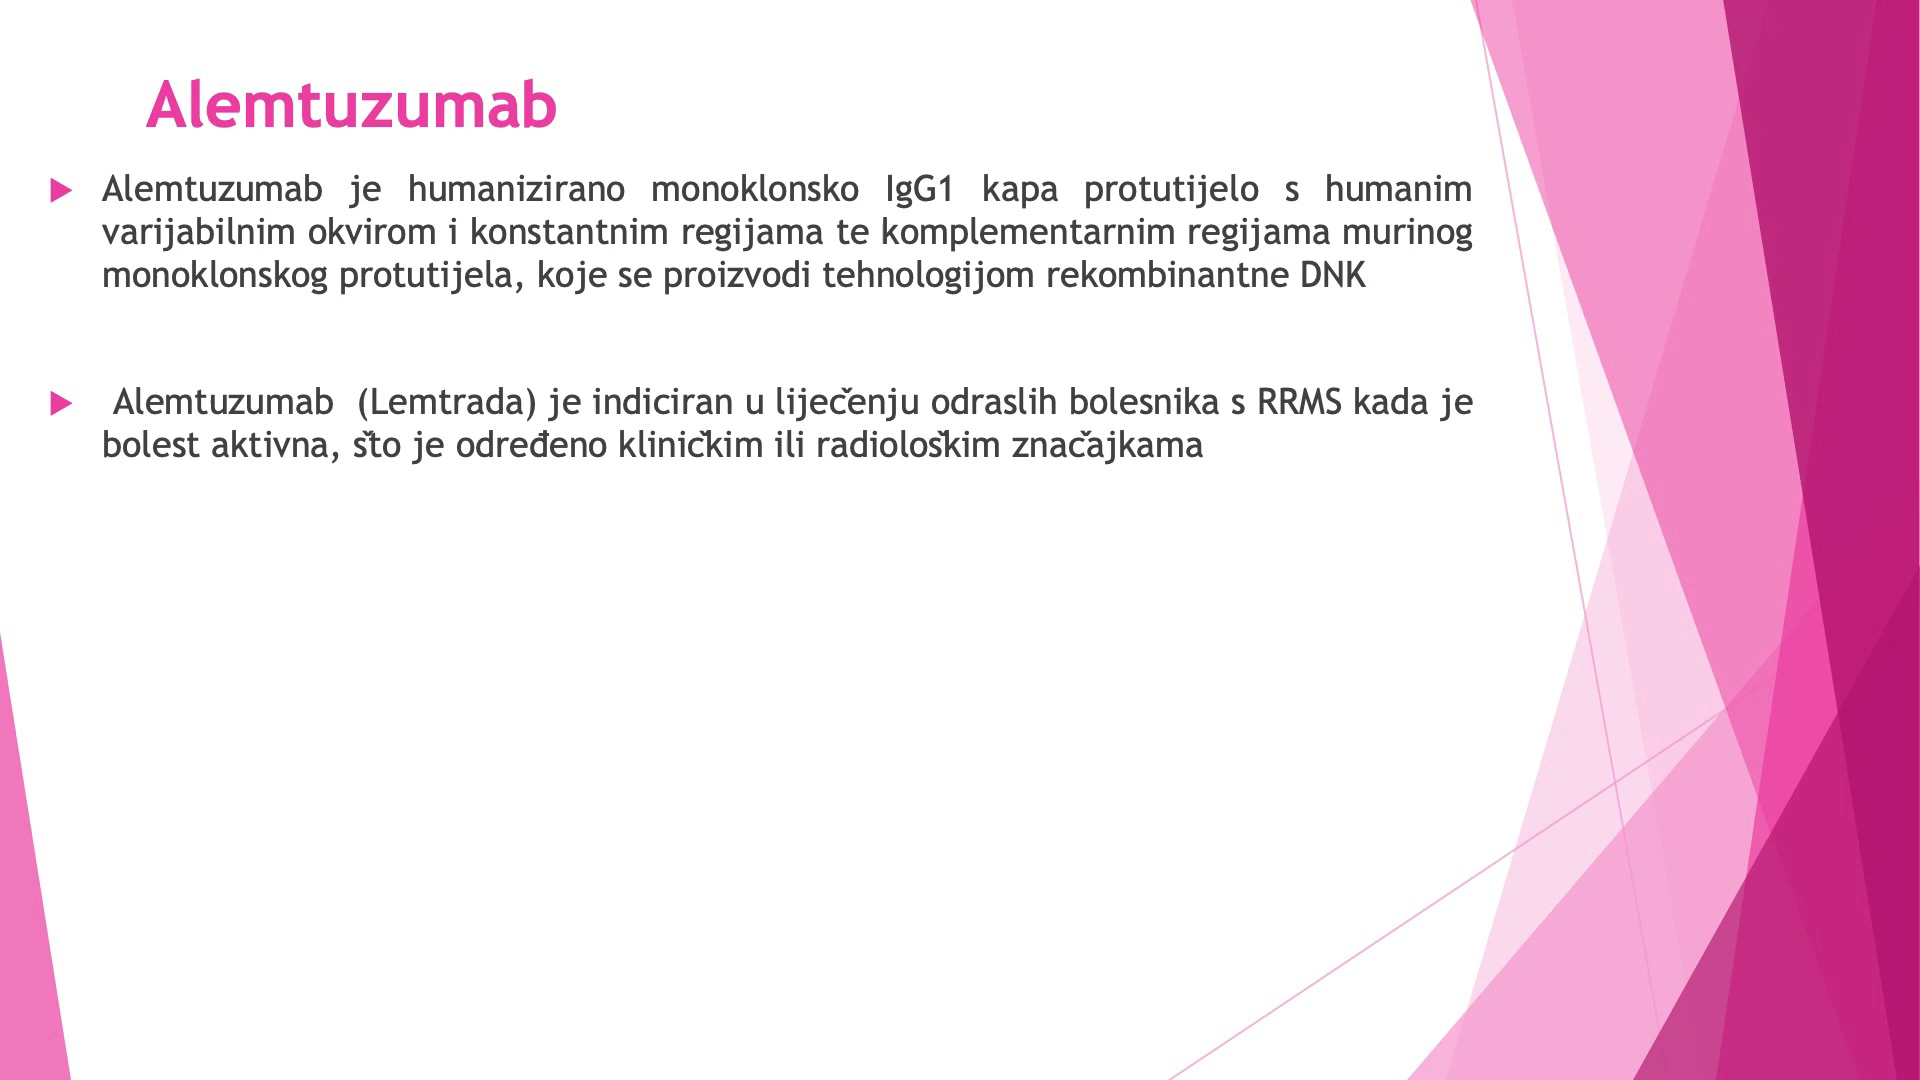 Alemtuzumab
Alemtuzumab je humanizirano monoklonsko IgG1 kapa protutijelo s humanim
varijabilnim okvirom i konstantnim regijama te komplementarnim regijama murinog
monoklonskog protutijela, koje se proizvodi tehnologijom rekombinantne DNK
Alemtuzumab (Lemtrada) je indiciran u liječenju odraslih bolesnika s RRMS kada je
bolest aktivna, što je određeno kliničkim ili radiološkim značajkama